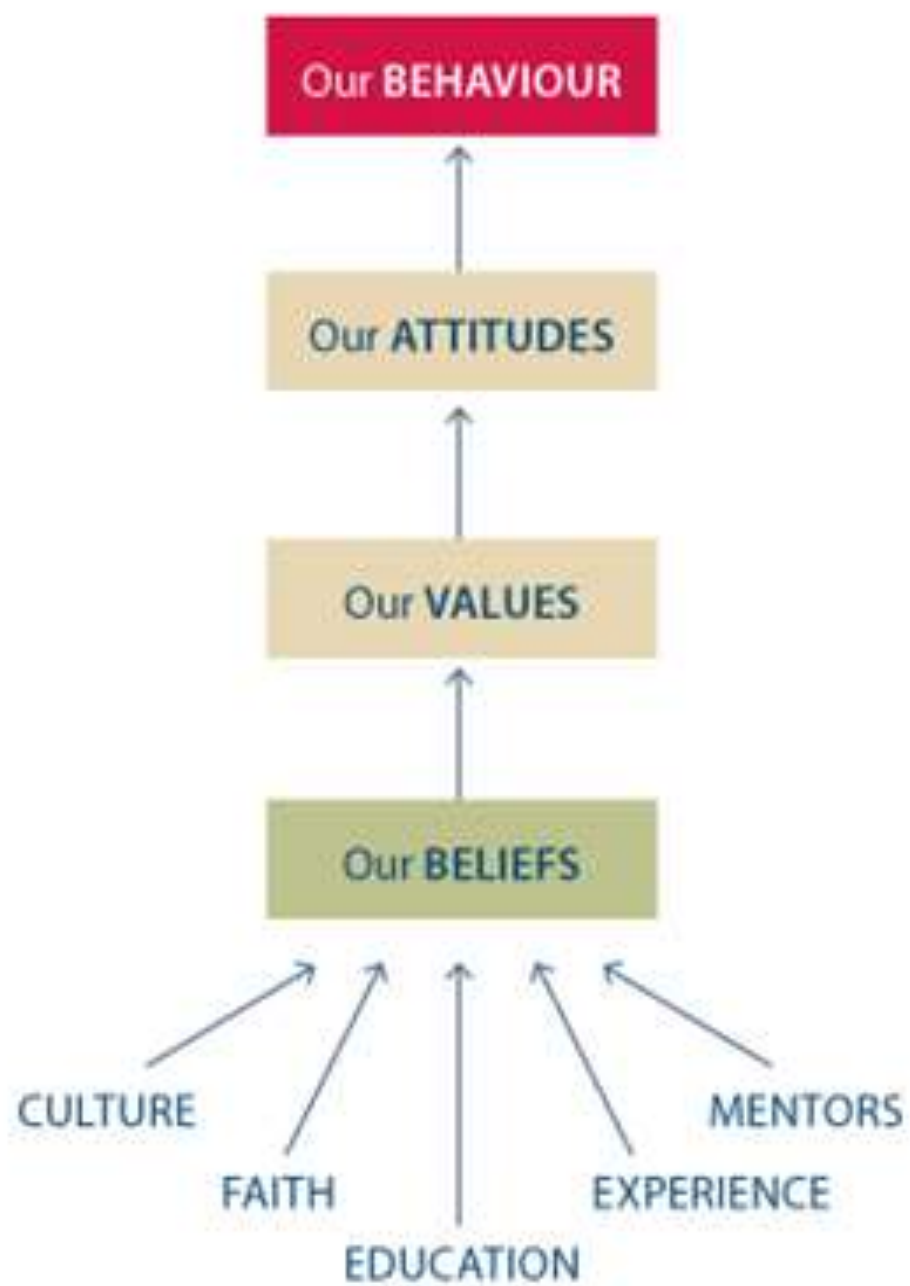 Our BEHAVIOUR
Our ATTITUDES
Our VALUES
Our BELIEFS
CULTURE
MENTORS
FAITH
EXPERIENCE
EDUCATION